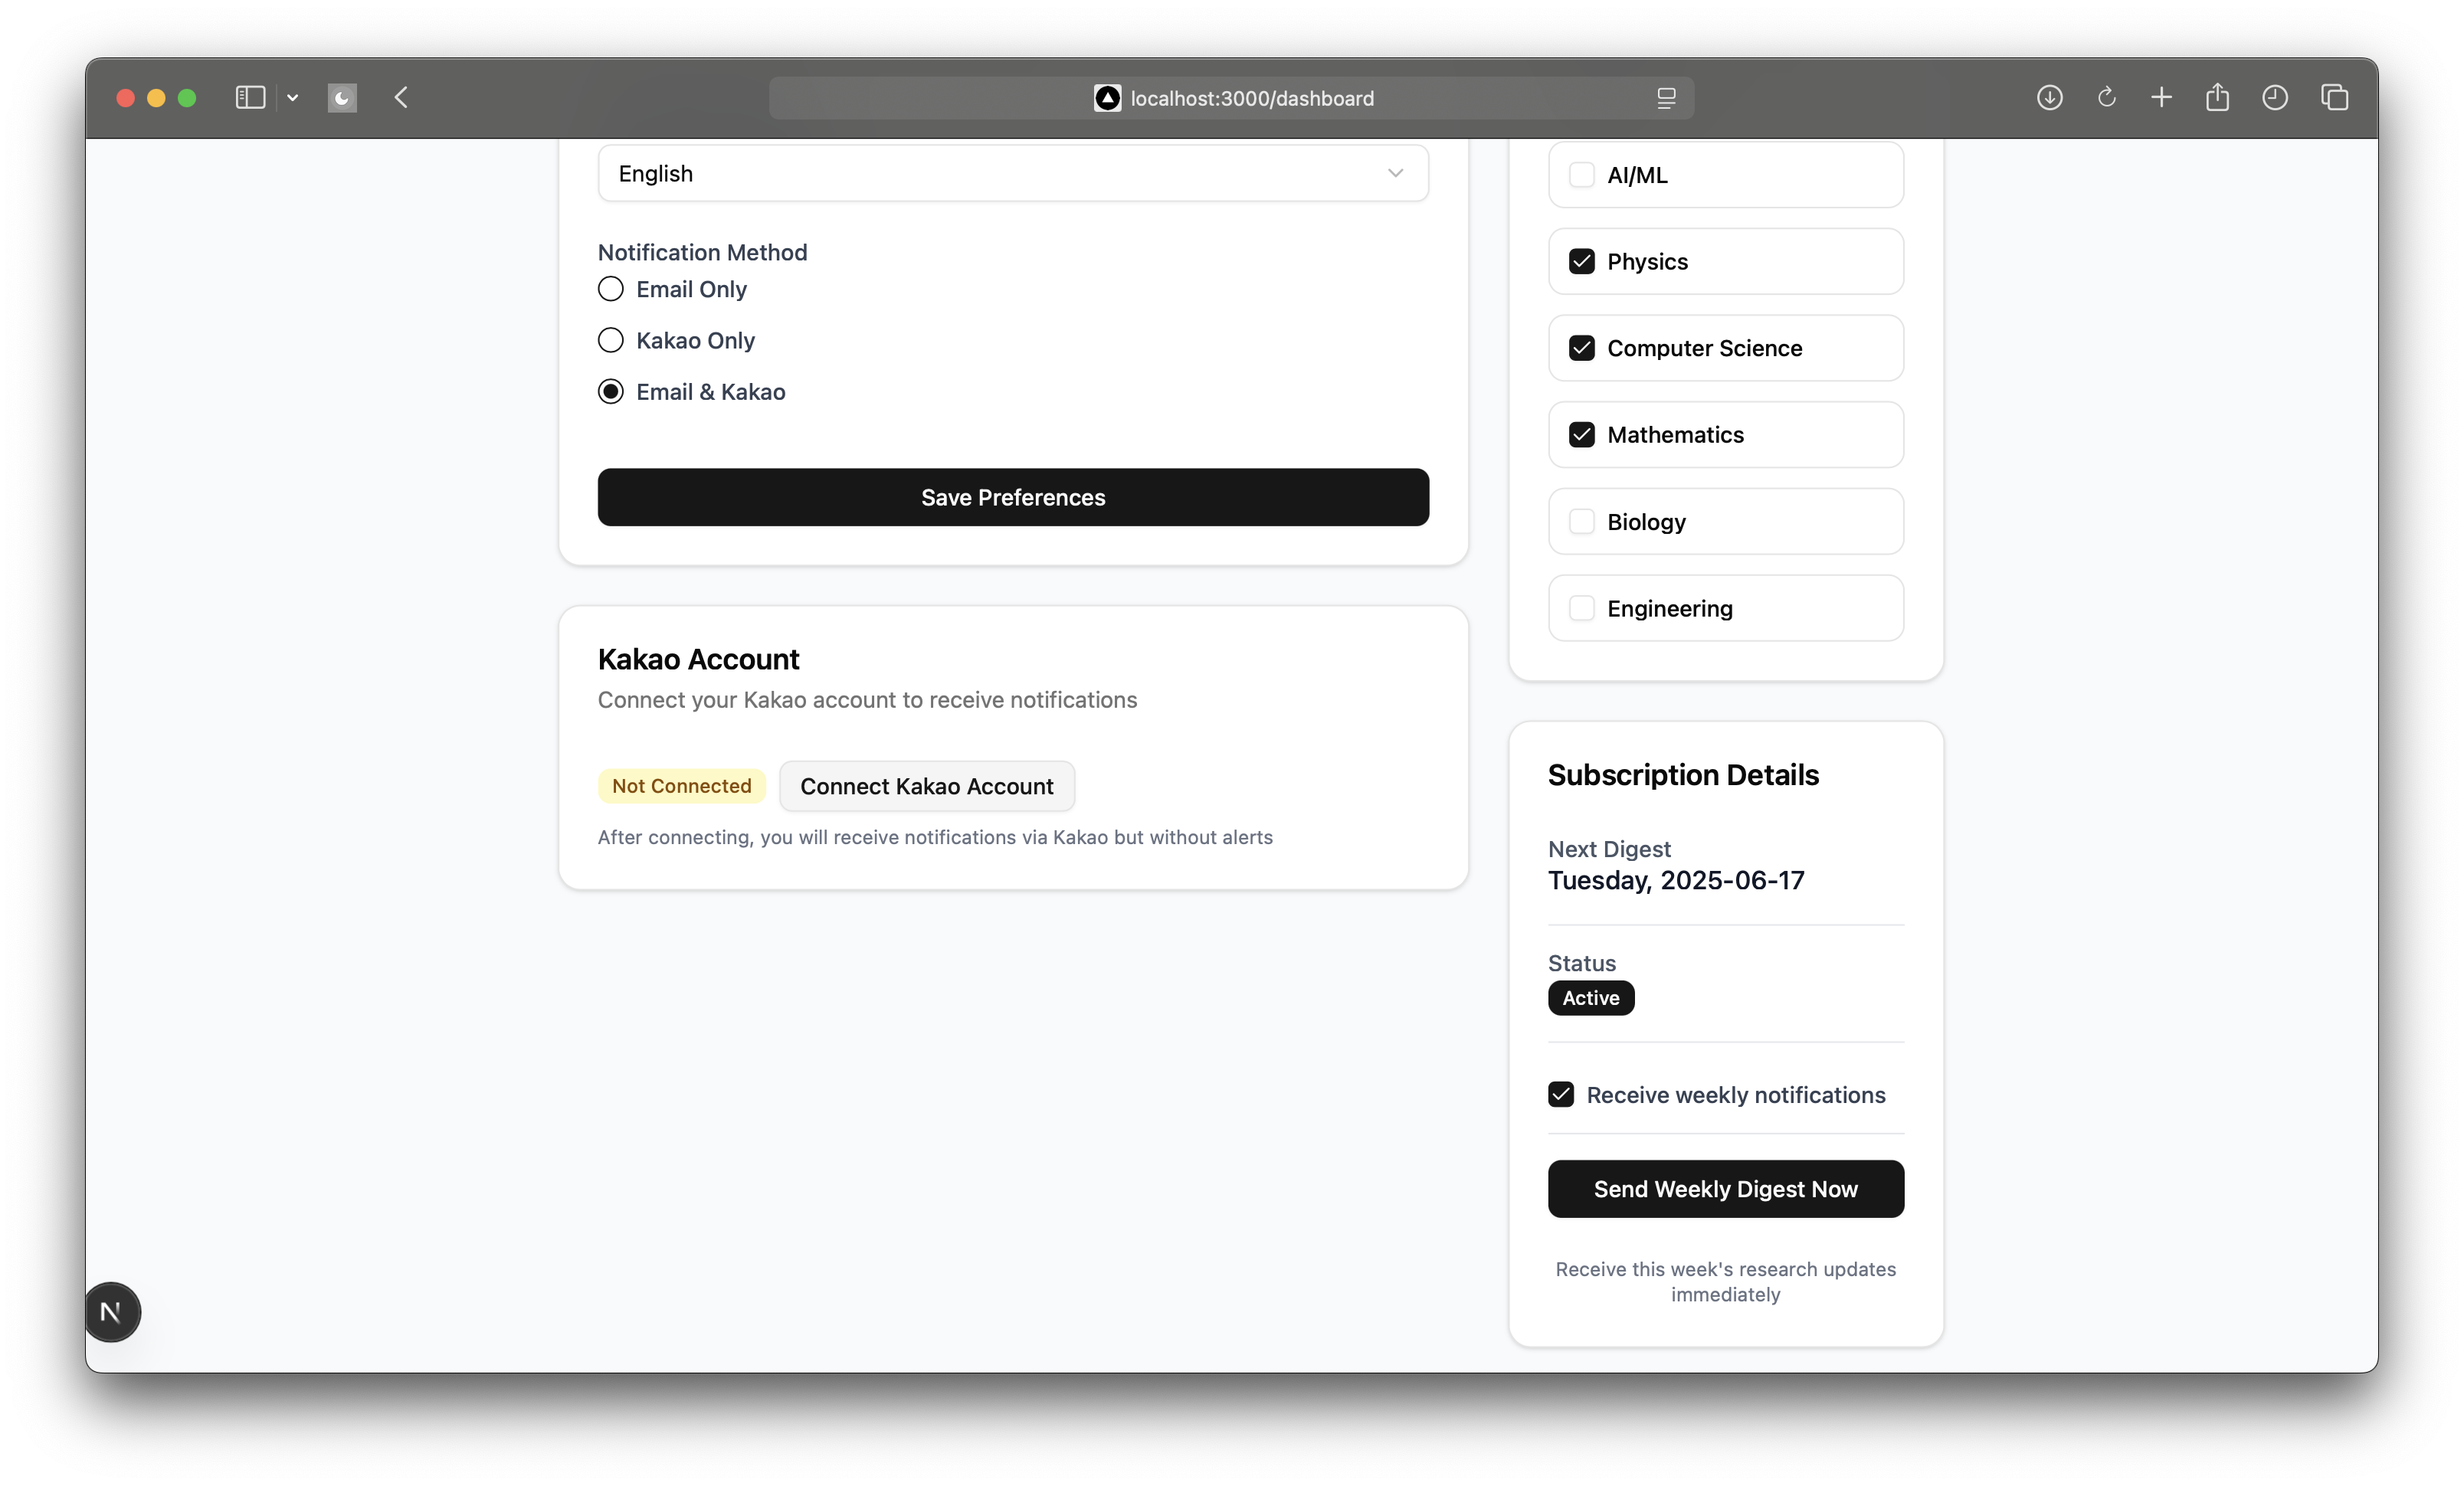 localhost:3000/dashboard
English
Notification Method
Email Only
Kakao Only
Email & Kakao
Save Preferences
Kakao Account
Connect your Kakao account to receive notifications
Not Connected
Connect Kakao Account
After connecting, you will receive notifications via Kakao but without alerts
AI/ML
Physics
Computer Science
Mathematics
Biology
Engineering
Subscription Details
Next Digest
Tuesday, 2025-06-17
Status
Active
Receive weekly notifications
Send Weekly Digest Now
Receive this week's research updates
immediately
N